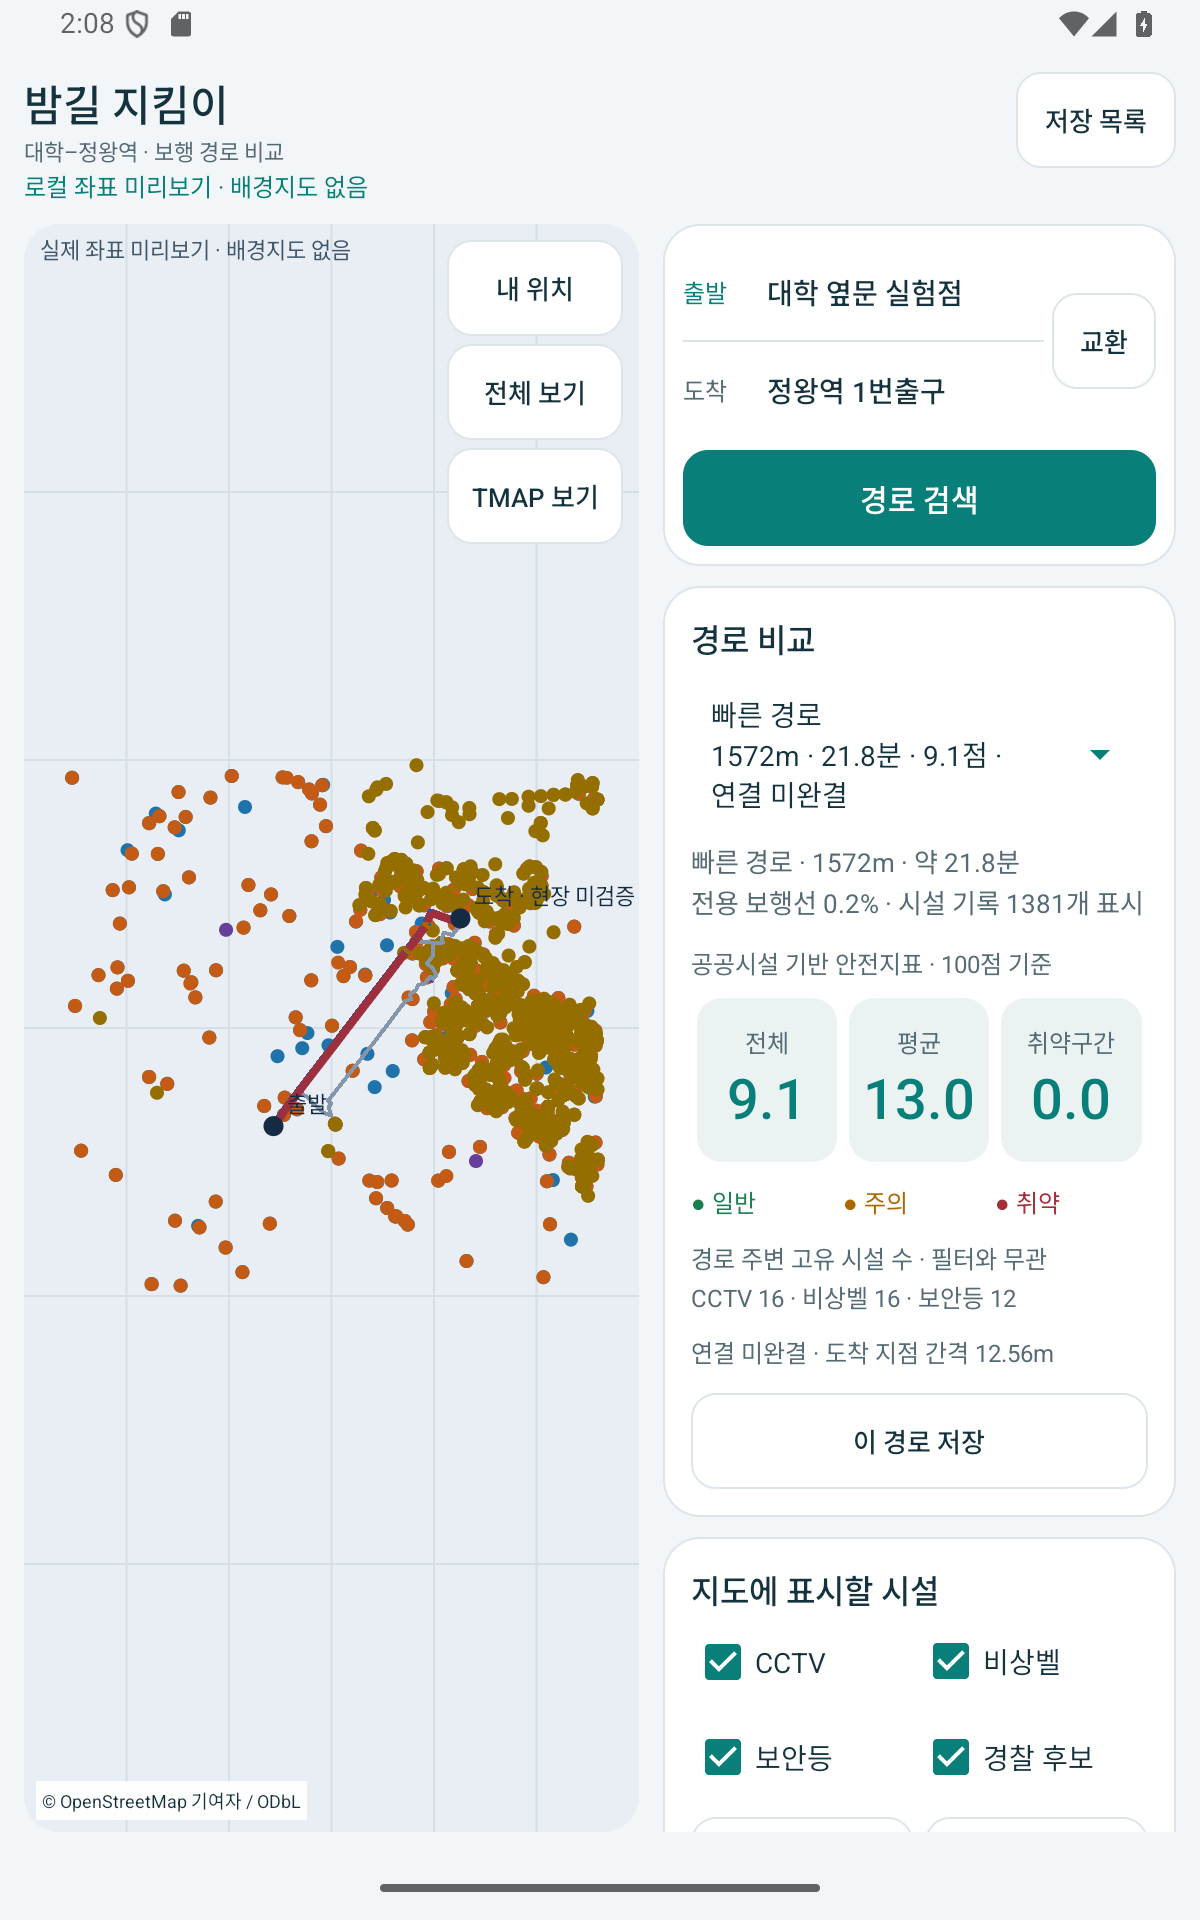 2:08
밤길 지킴이
대학–정왕역 · 보행 경로 비교
로컬 좌표 미리보기 · 배경지도 없음
저장 목록
실제 좌표 미리보기 · 배경지도 없음
내 위치
전체 보기
TMAP 보기
도착 · 현장 미검증
출발
© OpenStreetMap 기여자 / ODbL
출발 대학 옆문 실험점
교환
도착 정왕역 1번출구
경로 검색
경로 비교
빠른 경로
1572m · 21.8분 · 9.1점 ·
연결 미완결
빠른 경로 · 1572m · 약 21.8분
전용 보행선 0.2% · 시설 기록 1381개 표시
공공시설 기반 안전지표 · 100점 기준
전체 평균 취약구간
9.1 13.0 0.0
● 일반 ● 주의 ● 취약
경로 주변 고유 시설 수 · 필터와 무관
CCTV 16 · 비상벨 16 · 보안등 12
연결 미완결 · 도착 지점 간격 12.56m
이 경로 저장
지도에 표시할 시설
CCTV 비상벨
보안등 경찰 후보